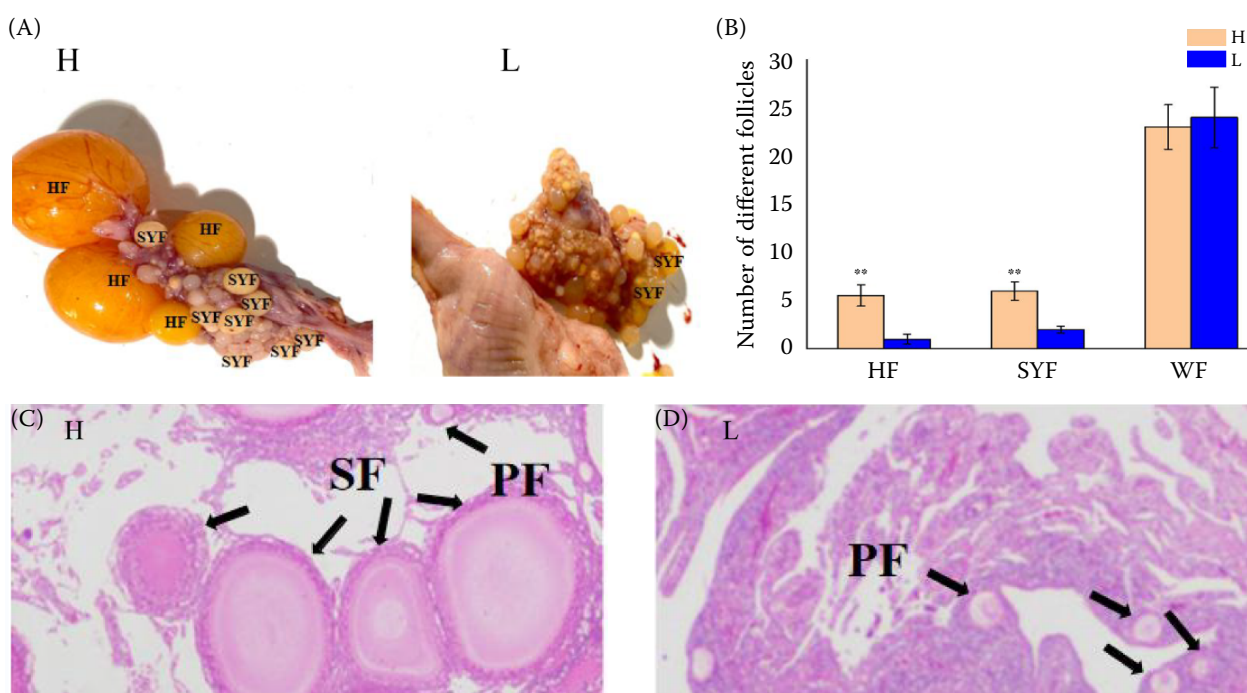 (A)
H
L
HF
HF
HF
HF
SYF
SYF
SYF
SYF
SYF
SYF
SYF
SYF
SYF
SYF
(B)
H
L
Number of different follicles
30
25
20
15
10
5
0
**
**
HF
SYF
WF
(C)
H
SF
PF
(D)
L
PF